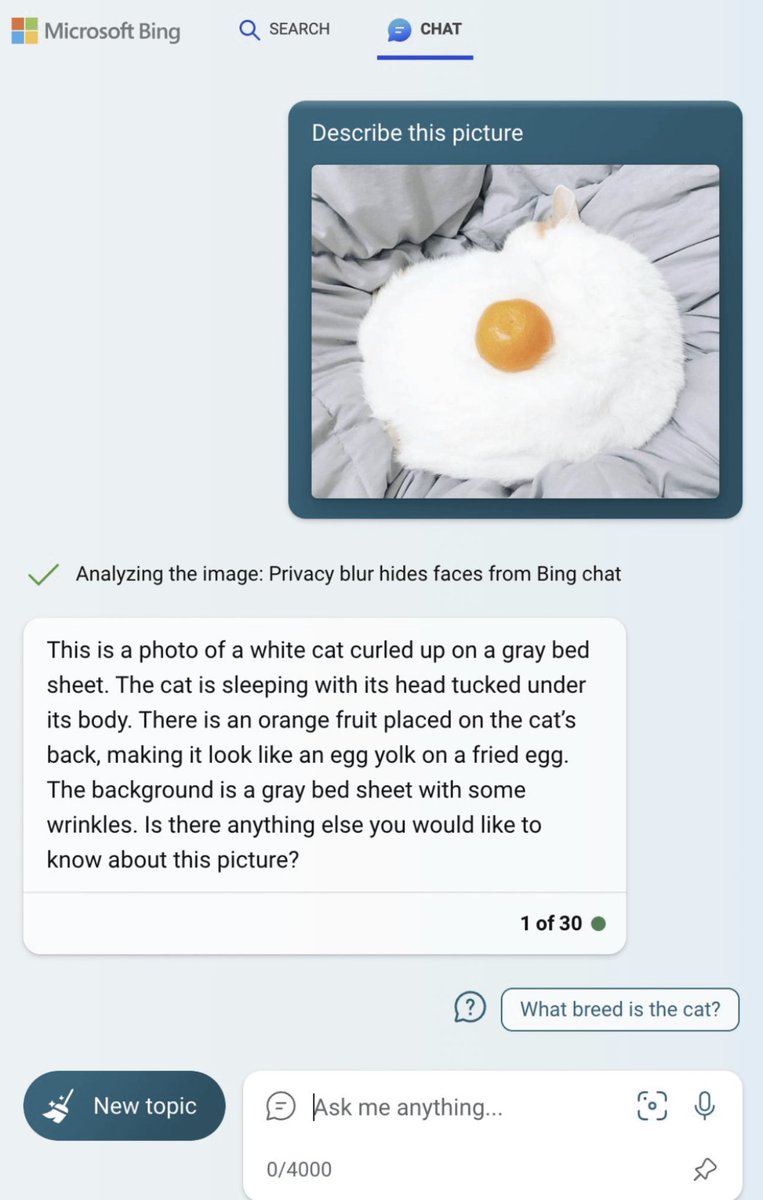 Microsoft Bing
SEARCH
CHAT
Describe this picture
Analyzing the image: Privacy blur hides faces from Bing chat
This is a photo of a white cat curled up on a gray bed
sheet. The cat is sleeping with its head tucked under
its body. There is an orange fruit placed on the cat’s
back, making it look like an egg yolk on a fried egg.
The background is a gray bed sheet with some
wrinkles. Is there anything else you would like to
know about this picture?
1 of 30
What breed is the cat?
New topic
Ask me anything...
0/4000